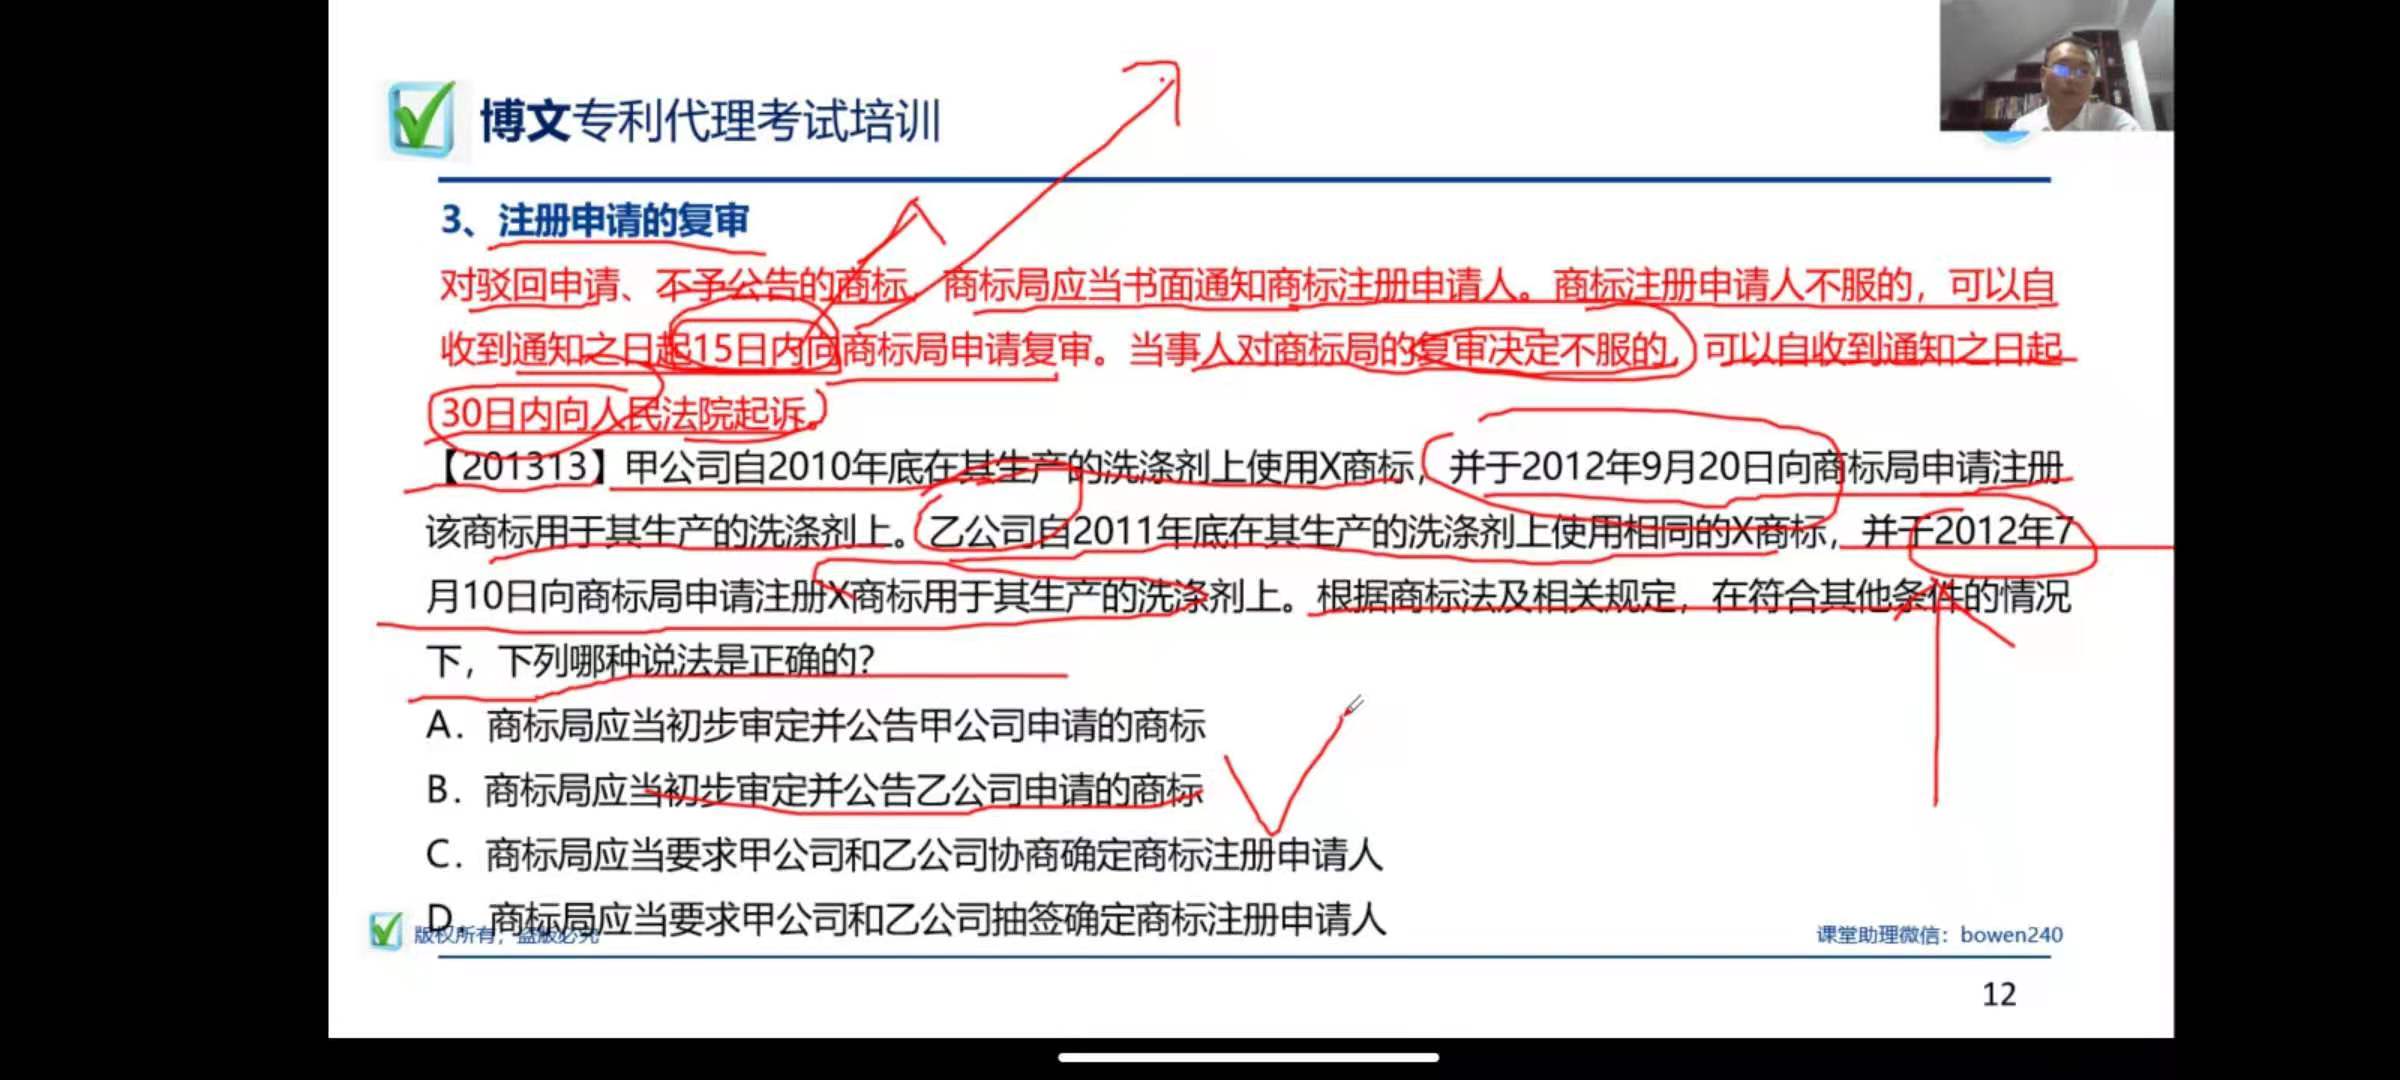 博文专利代理考试培训
3、注册申请的复审
对驳回申请、不予公告的商标，商标局应当书面通知商标注册申请人。商标注册申请人不服的，可以自
收到通知之日起15日内向商标局申请复审。当事人对商标局的复审决定不服的，可以自收到通知之日起
30日内向人民法院起诉。
【201313】甲公司自2010年底在其生产的洗涤剂上使用X商标，并于2012年9月20日向商标局申请注册
该商标用于其生产的洗涤剂上。乙公司自2011年底在其生产的洗涤剂上使用相同的X商标，并于2012年7
月10日向商标局申请注册X商标用于其生产的洗涤剂上。根据商标法及相关规定，在符合其他条件的情况
下，下列哪种说法是正确的？
A．商标局应当初步审定并公告甲公司申请的商标
B．商标局应当初步审定并公告乙公司申请的商标
C．商标局应当要求甲公司和乙公司协商确定商标注册申请人
D．商标局应当要求甲公司和乙公司抽签确定商标注册申请人
版权所有，盗版必究
课堂助理微信：bowen240
12